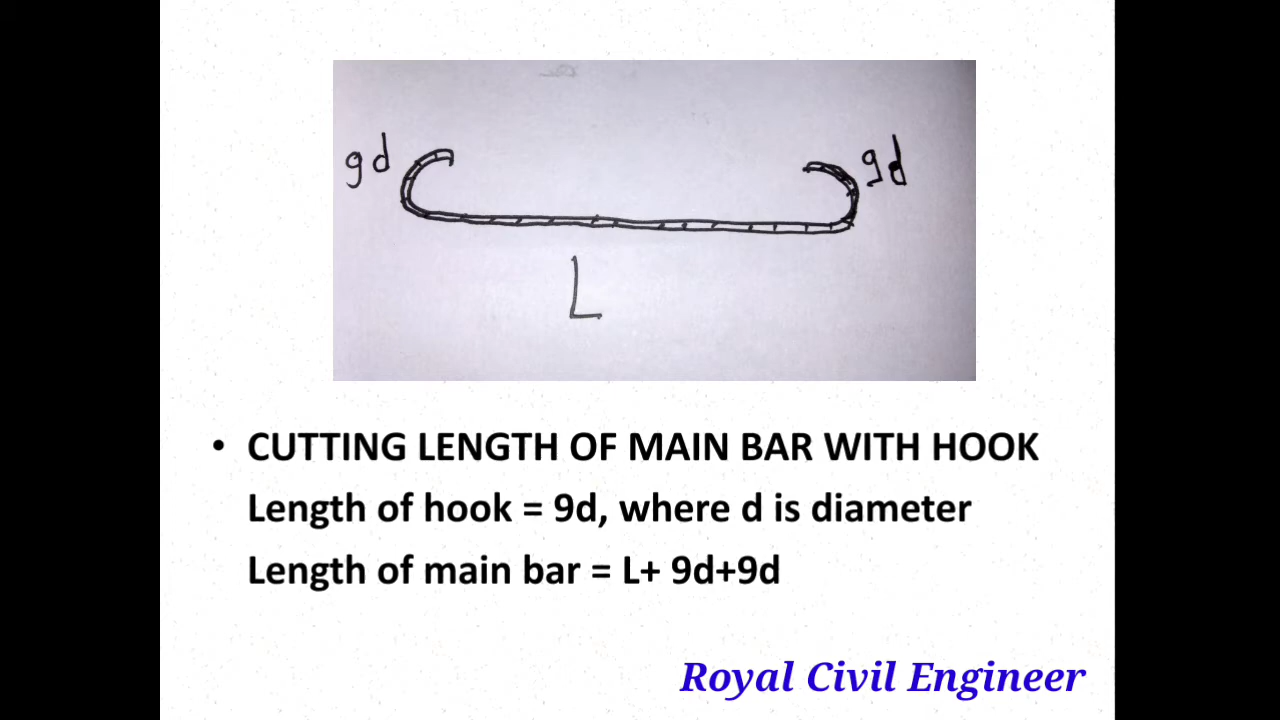 9d
9d
L
• CUTTING LENGTH OF MAIN BAR WITH HOOK
Length of hook = 9d, where d is diameter
Length of main bar = L+ 9d+9d
Royal Civil Engineer